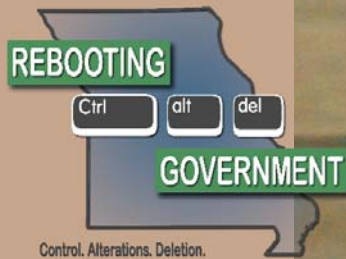 REBOOTING
Ctrl alt del
GOVERNMENT
Control. Alterations. Deletion.